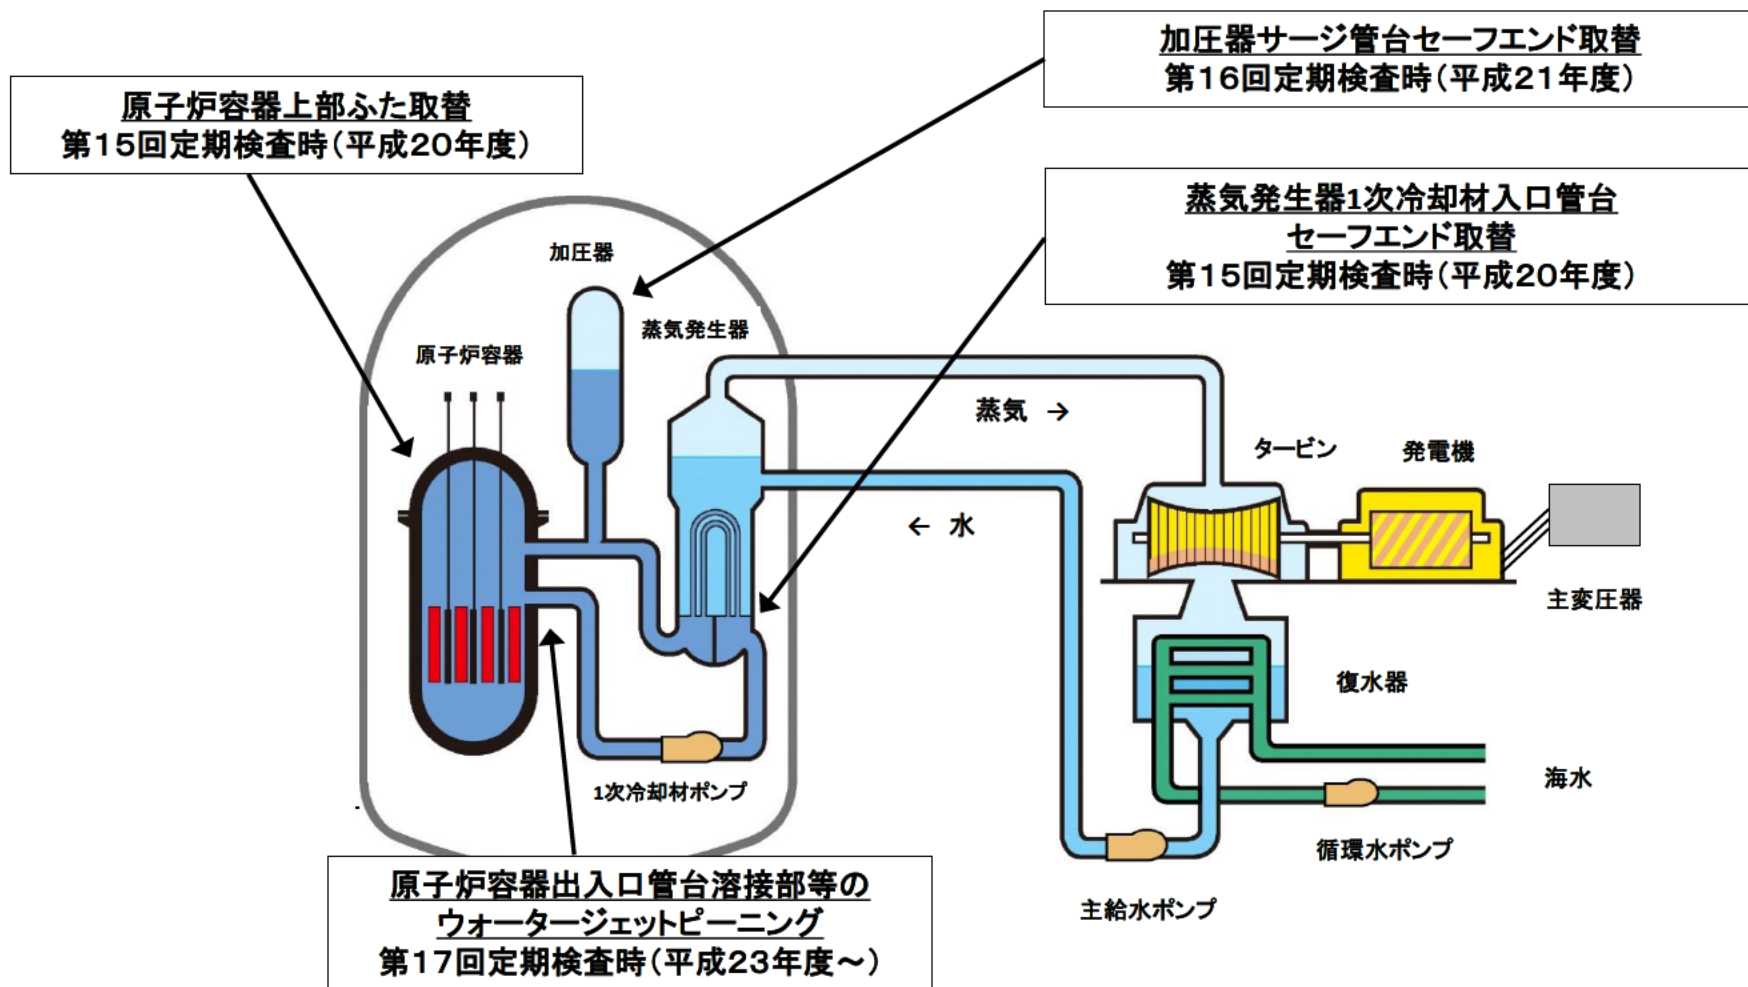 加圧器サージ管台セーフエンド取替
第16回定期検査時(平成21年度)
原子炉容器上部ふた取替
第15回定期検査時(平成20年度)
蒸気発生器1次冷却材入口管台
セーフエンド取替
第15回定期検査時(平成20年度)
加圧器
蒸気発生器
原子炉容器
蒸気 →
タービン
発電機
← 水
主変圧器
復水器
海水
1次冷却材ポンプ
循環水ポンプ
主給水ポンプ
原子炉容器出入口管台溶接部等の
ウォータージェットピーニング
第17回定期検査時(平成23年度~)